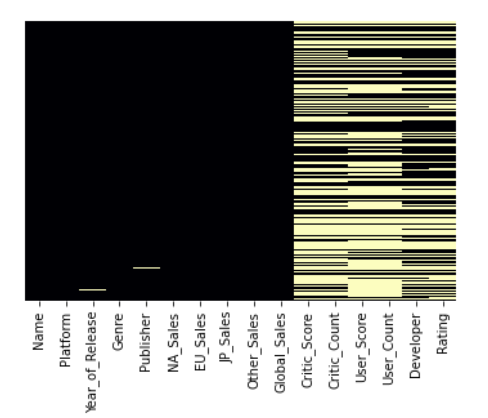 Name
Platform
Year_of_Release
Genre
Publisher
NA_Sales
EU_Sales
JP_Sales
Other_Sales
Global_Sales
Critic_Score
Critic_Count
User_Score
User_Count
Developer
Rating